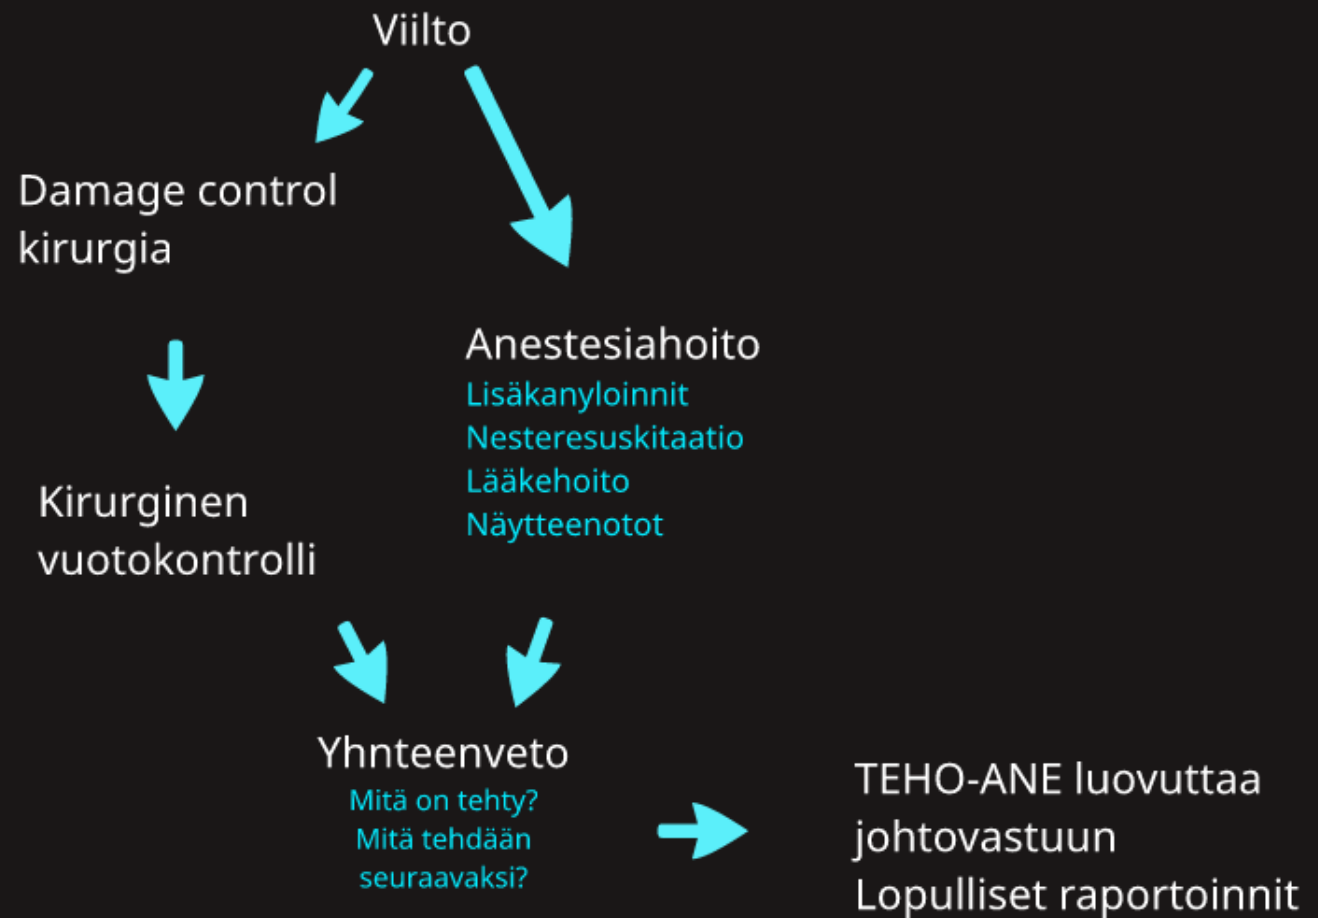 Viilto
Damage control
kirurgia
Anestesiahoito
Lisäkanyloinnit
Nesteresuskitaatio
Lääkehoito
Näytteenotot
Kirurginen
vuotokontrolli
Yhnteenveto
Mitä on tehty?
Mitä tehdään
seuraavaksi?
TEHO-ANE luovuttaa
johtovastuun
Lopulliset raportoinnit